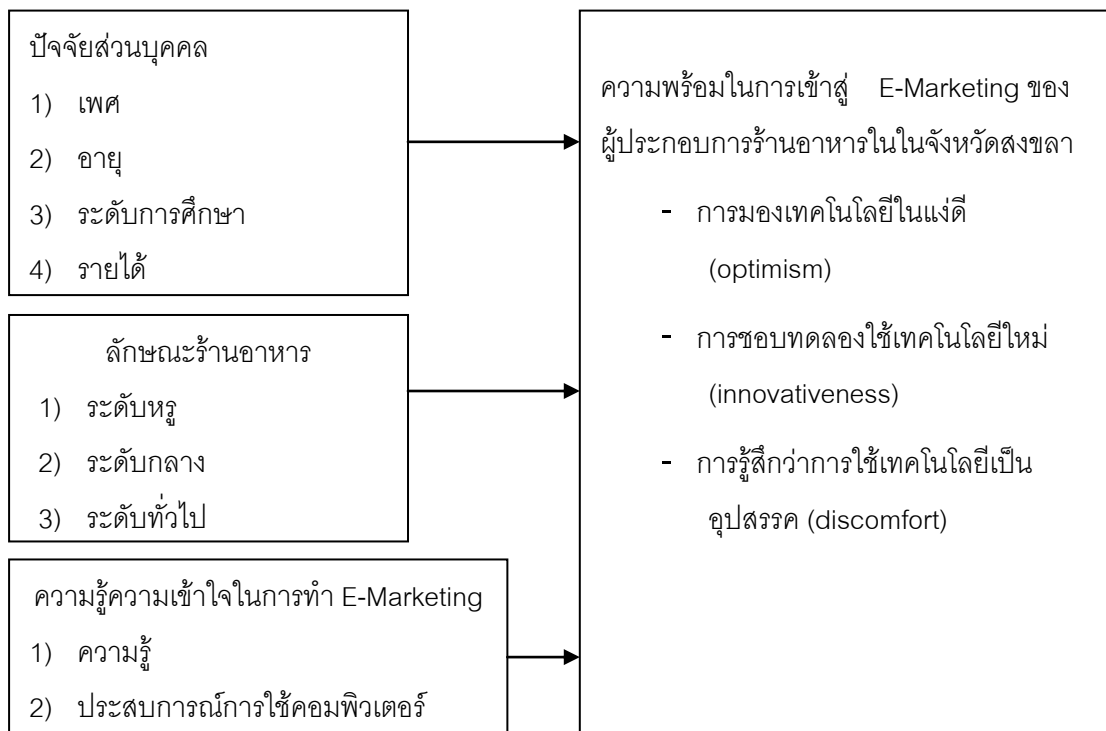 ปัจจัยส่วนบุคคล
1) เพศ
2) อายุ
3) ระดับการศึกษา
4) รายได้
ลักษณะร้านอาหาร
1) ระดับหรู
2) ระดับกลาง
3) ระดับทั่วไป
ความรู้ความเข้าใจในการทำ E-Marketing
1) ความรู้
2) ประสบการณ์การใช้คอมพิวเตอร์
ความพร้อมในการเข้าสู่ E-Marketing ของ
ผู้ประกอบการร้านอาหารในในจังหวัดสงขลา
- การมองเทคโนโลยีในแง่ดี
(optimism)
- การชอบทดลองใช้เทคโนโลยีใหม่
(innovativeness)
- การรู้สึกว่าการใช้เทคโนโลยีเป็น
อุปสรรค (discomfort)